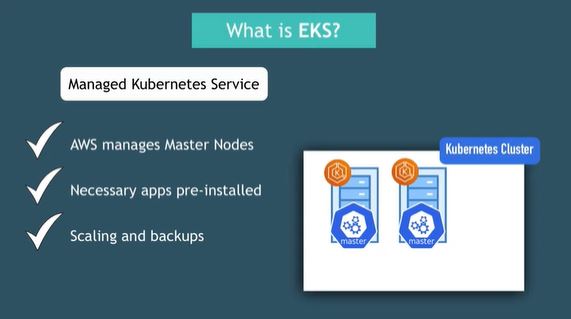 What is EKS?
Managed Kubernetes Service
AWS manages Master Nodes
Necessary apps pre-installed
Scaling and backups
Kubernetes Cluster
K
K
master
master